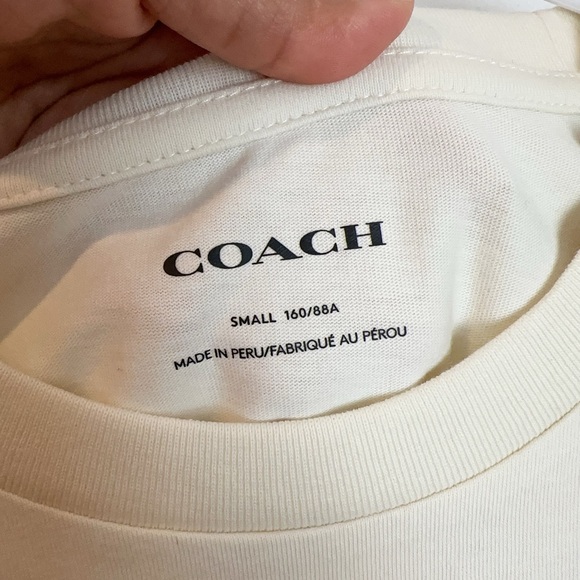 COACH
SMALL 160/88A
MADE IN PERU/FABRIQUÉ AU PÉROU